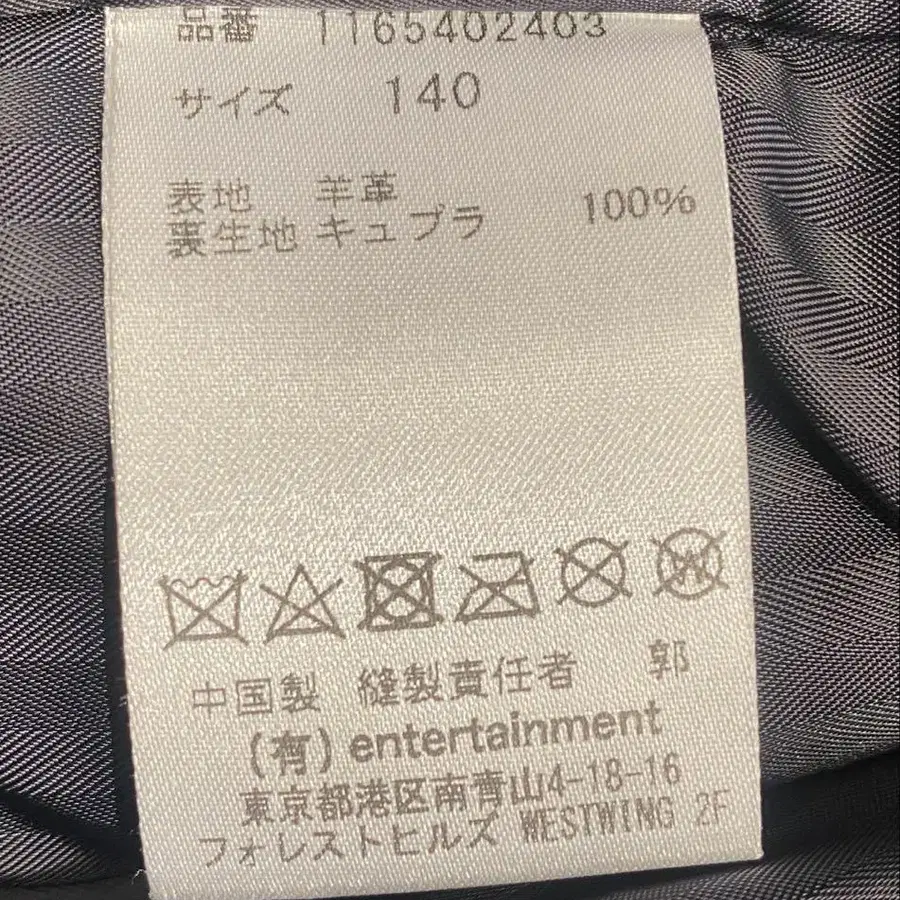 品番 1165402403
サイズ 140
表地 羊革
裏生地 キュプラ 100%
中国製 縫製責任者 郭
(有) entertainment
東京都港区南青山4-18-16
フォレストヒルズ WESTWING 2F